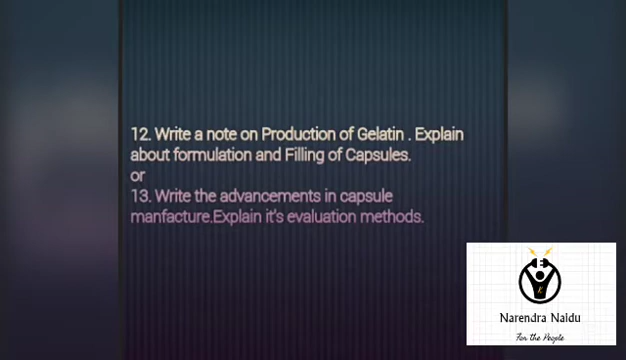 12. Write a note on Production of Gelatin . Explain
about formulation and Filling of Capsules.
or
13. Write the advancements in capsule
manfacture.Explain it's evaluation methods.
K
Narendra Naidu
For the People